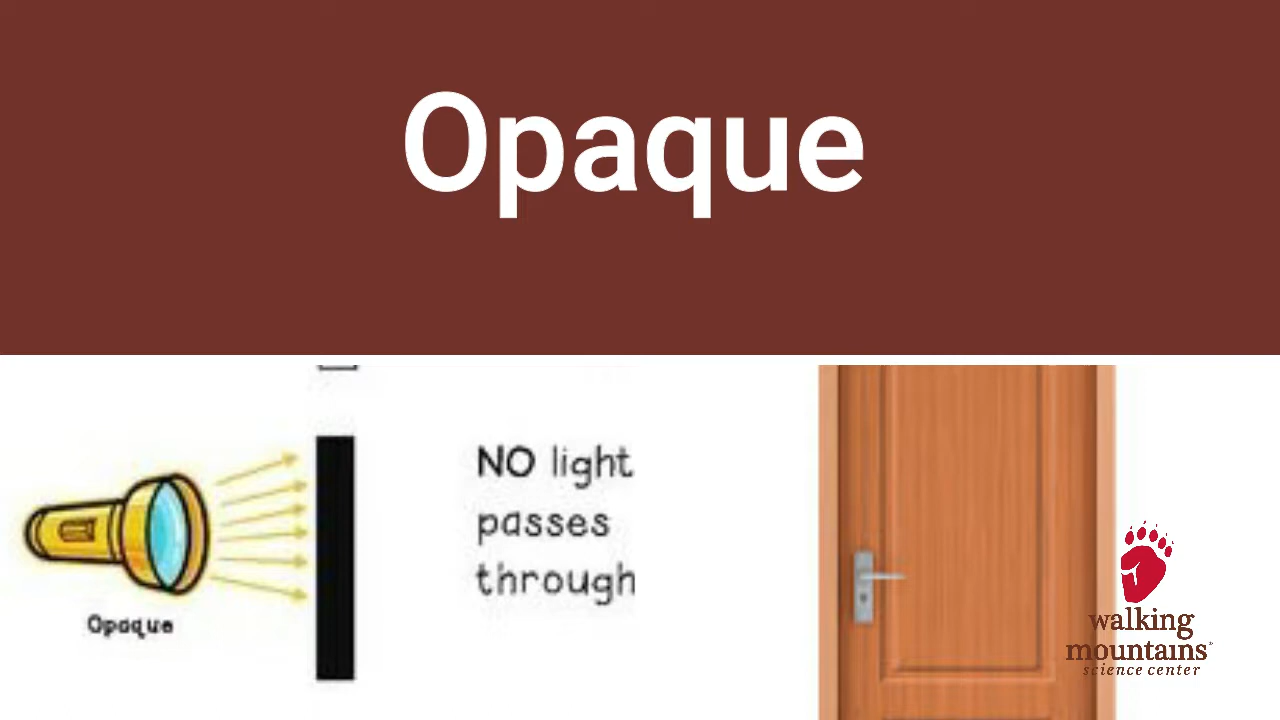 Opaque
NO light
passes
through
Opaque
walking
mountains
science center